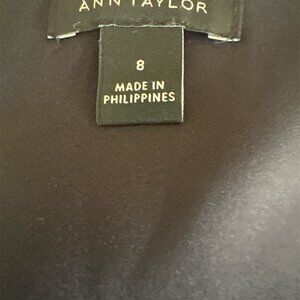 ANN TAYLOR
8
MADE IN
PHILIPPINES